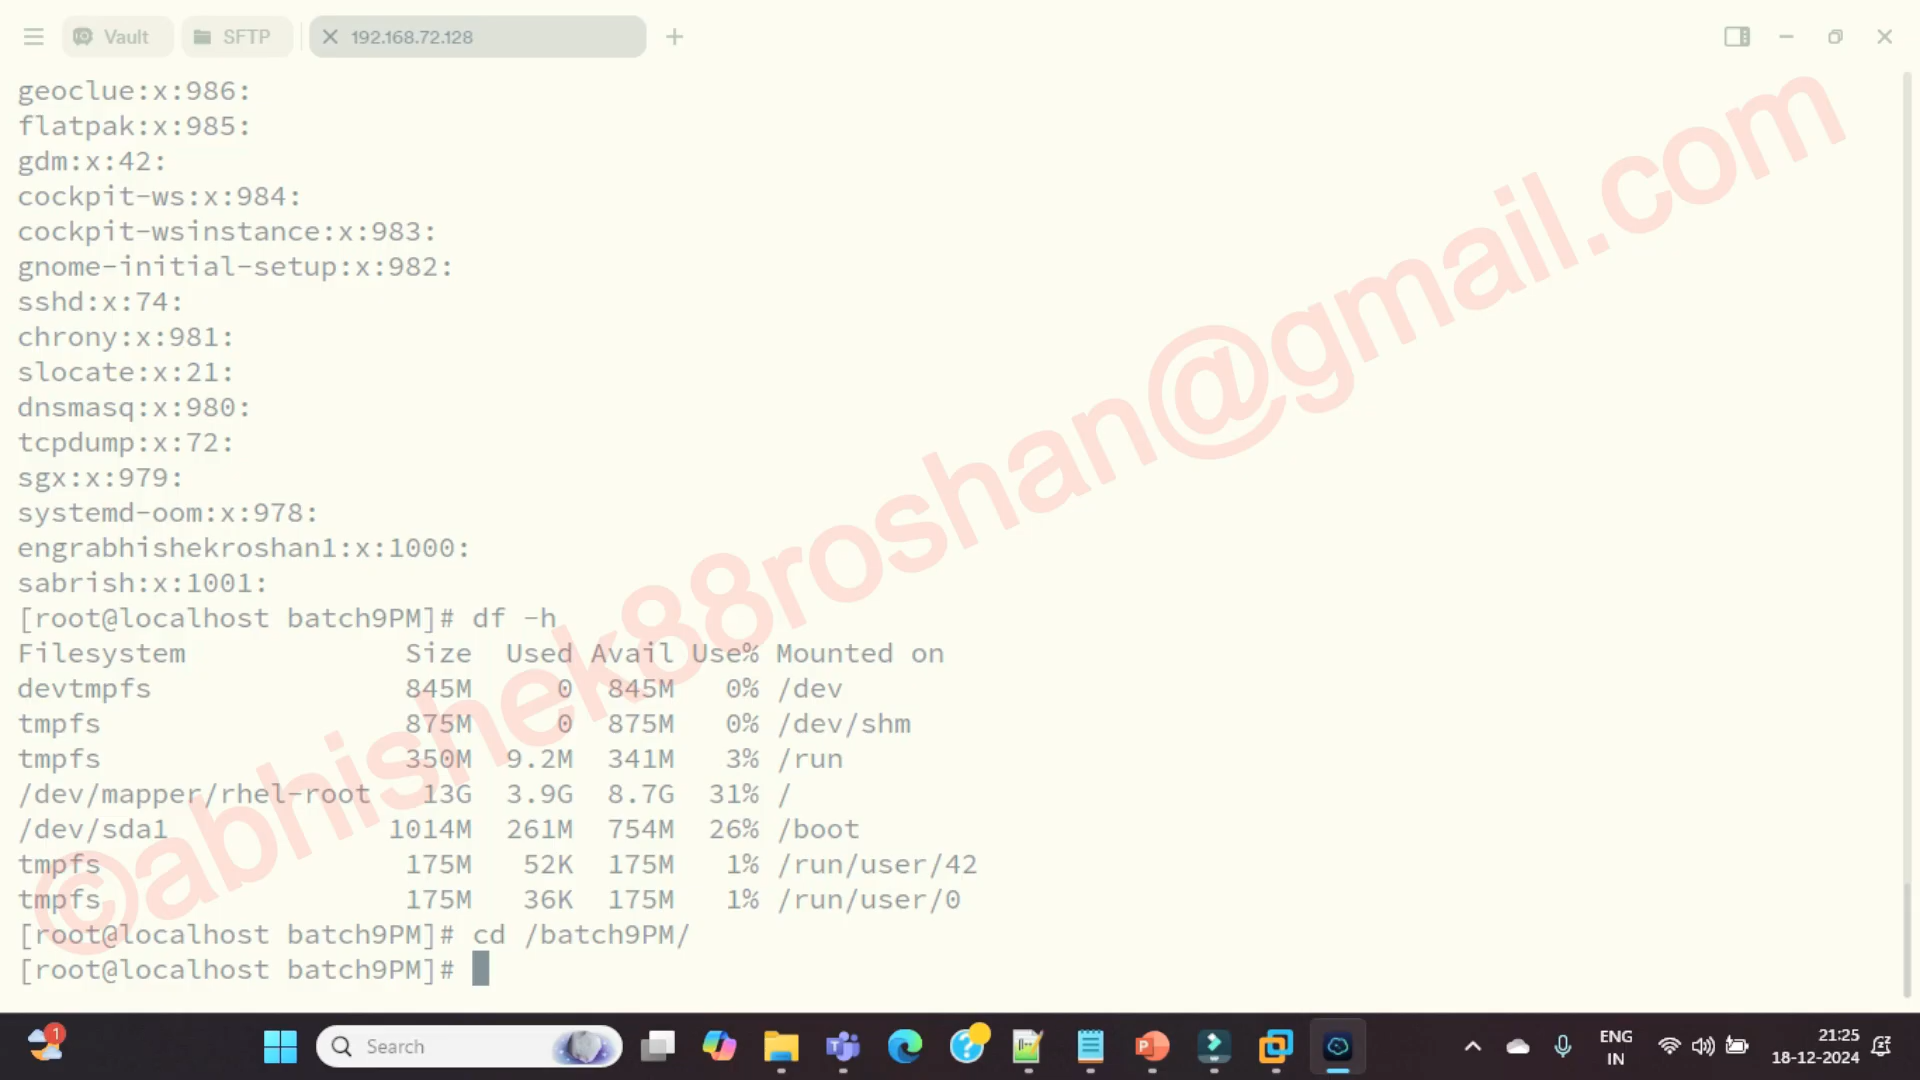 Vault
SFTP
192.168.72.128
geoclue:x:986:
flatpak:x:985:
gdm:x:42:
cockpit-ws:x:984:
cockpit-wsinstance:x:983:
gnome-initial-setup:x:982:
sshd:x:74:
chrony:x:981:
slocate:x:21:
dnsmasq:x:980:
tcpdump:x:72:
sgx:x:979:
systemd-oom:x:978:
engrabhishekroshan1:x:1000:
sabrish:x:1001:
[root@localhost batch9PM]# df -h
Filesystem Size Used Avail Use% Mounted on
devtmpfs 845M 0 845M 0% /dev
tmpfs 875M 0 875M 0% /dev/shm
tmpfs 350M 9.2M 341M 3% /run
/dev/mapper/rhel-root 13G 3.9G 8.7G 31% /
/dev/sda1 1014M 261M 754M 26% /boot
tmpfs 175M 52K 175M 1% /run/user/42
tmpfs 175M 36K 175M 1% /run/user/0
[root@localhost batch9PM]# cd /batch9PM/
[root@localhost batch9PM]#
©abhishek88roshan@gmail.com
1
Search
ENG
IN
21:25
18-12-2024